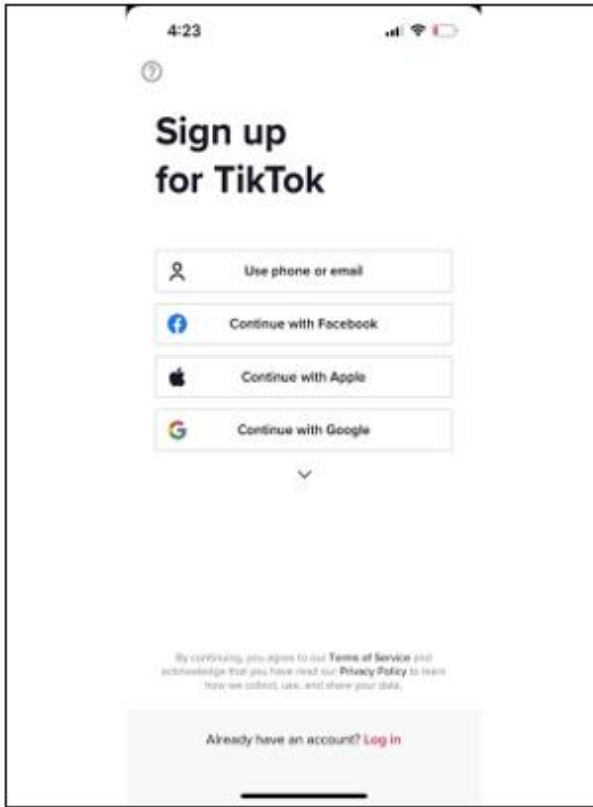 4:23
Sign up
for TikTok
Use phone or email
Continue with Facebook
Continue with Apple
Continue with Google
By continuing, you agree to our Terms of Service and
acknowledge that you have read our Privacy Policy to learn
how we collect, use, and share your data.
Already have an account? Log in